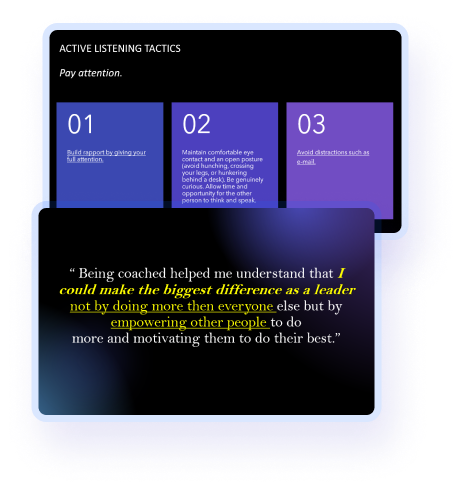 ACTIVE LISTENING TACTICS
Pay attention.
01
Build rapport by giving your
full attention.
02
Maintain comfortable eye
contact and an open posture
(avoid hunching, crossing
your legs, or hunkering
behind a desk). Be genuinely
curious. Allow time and
opportunity for the other
person to think and speak.
03
Avoid distractions such as
e-mail.
“ Being coached helped me understand that I
could make the biggest difference as a leader
not by doing more then everyone else but by
empowering other people to do
more and motivating them to do their best.”